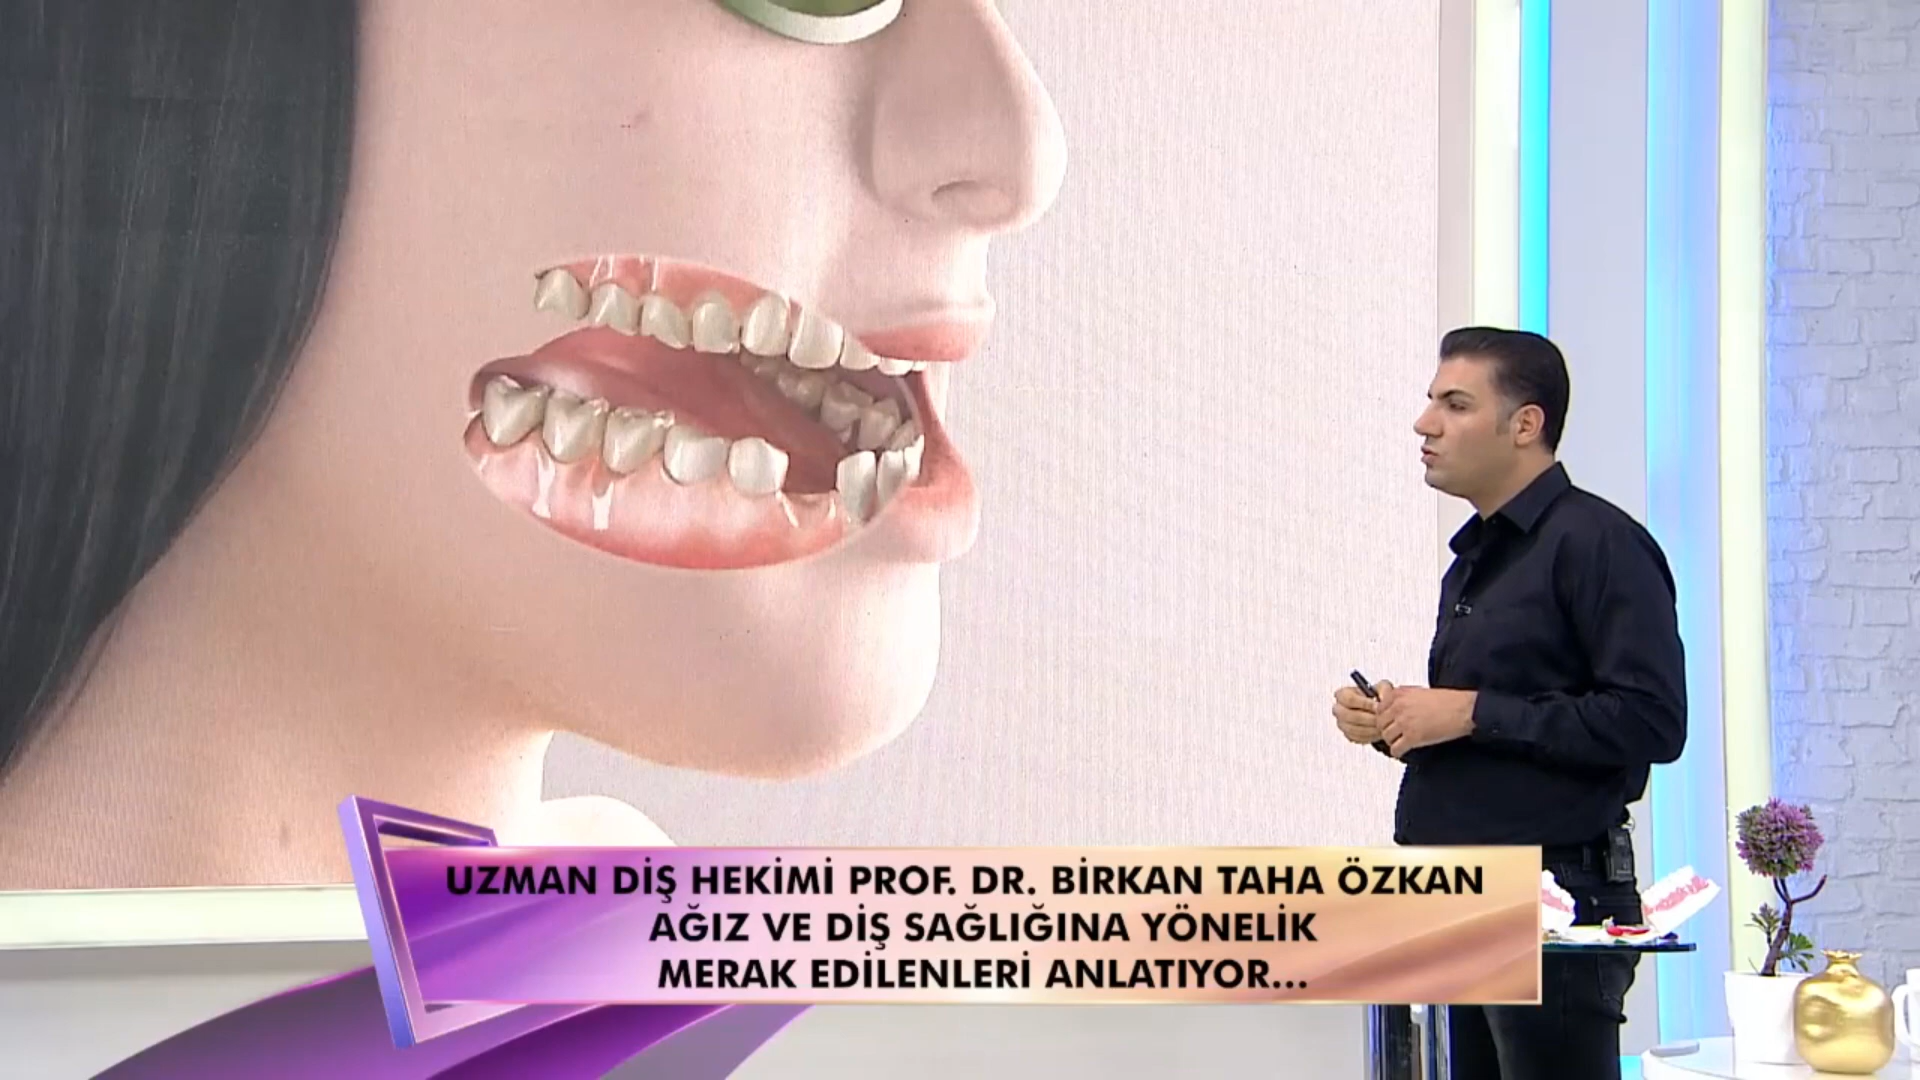 UZMAN DİŞ HEKİMİ PROF. DR. BİRKAN TAHA ÖZKAN
AĞIZ VE DİŞ SAĞLIĞINA YÖNELİK
MERAK EDİLENLERİ ANLATIYOR...